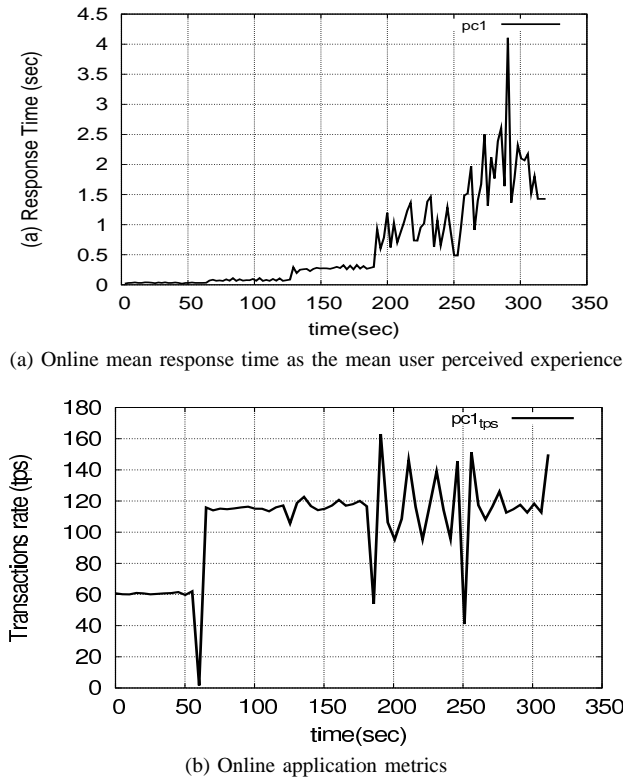 4.5
pc1
4
3.5
3
2.5
2
1.5
1
0.5
0
0 50 100 150 200 250 300 350
(a) Response Time (sec)
time(sec)
(a) Online mean response time as the mean user perceived experience
180
pc1tps
160
140
120
100
80
60
40
20
0
0 50 100 150 200 250 300 350
Transactions rate (tps)
time(sec)
(b) Online application metrics